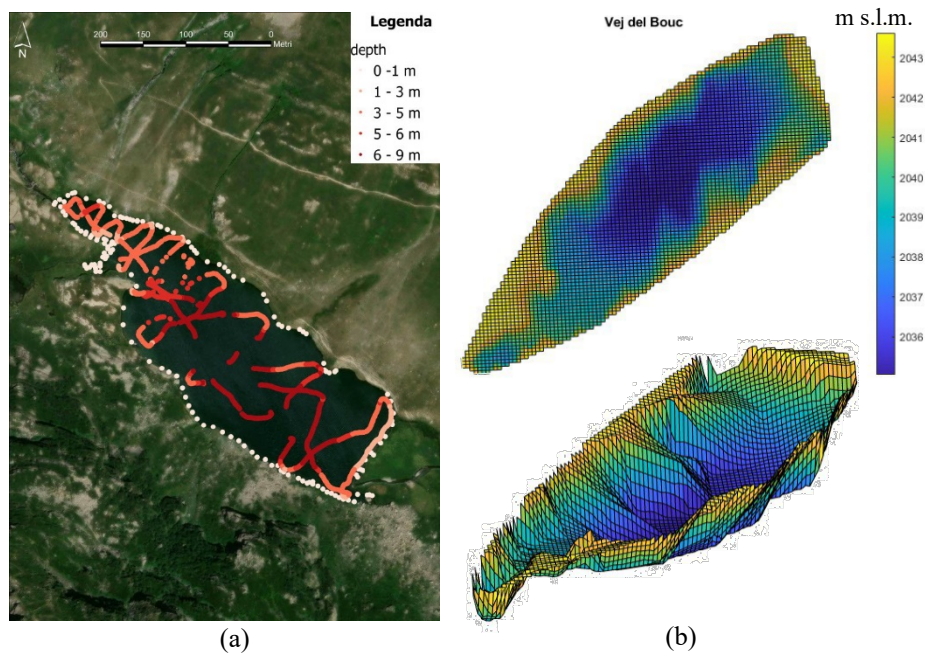 Legenda
depth
0 -1 m
1 - 3 m
3 - 5 m
5 - 6 m
6 - 9 m
200 100 50 0
Metri
N
(a)
Vej del Bouc
m s.l.m.
2043
2042
2041
2040
2039
2038
2037
2036
(b)